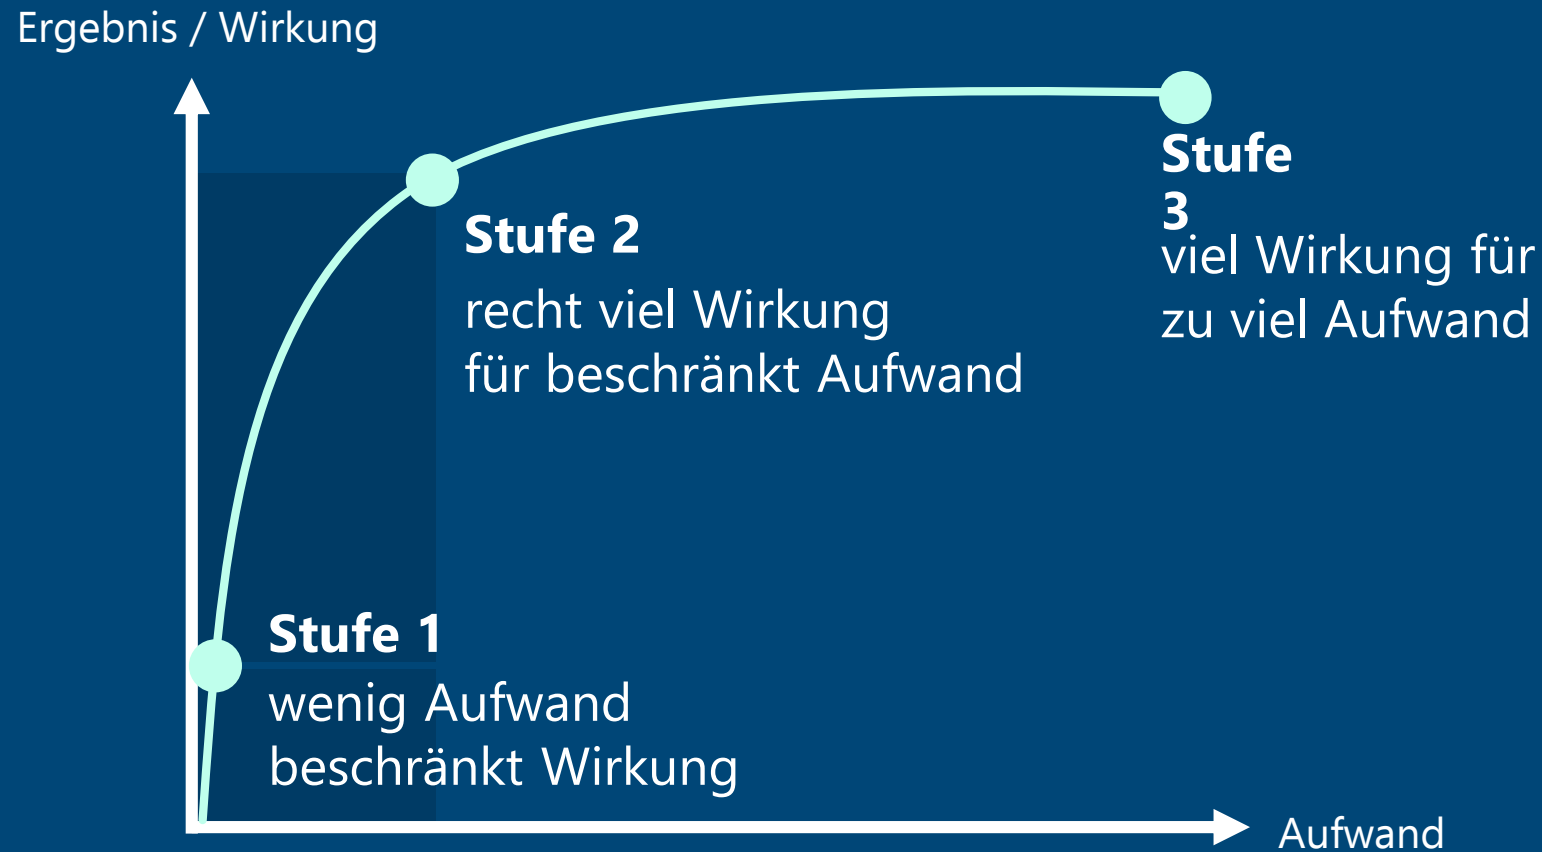 Ergebnis / Wirkung
Stufe
3
viel Wirkung für
zu viel Aufwand
Stufe 2
recht viel Wirkung
für beschränkt Aufwand
Stufe 1
wenig Aufwand
beschränkt Wirkung
Aufwand